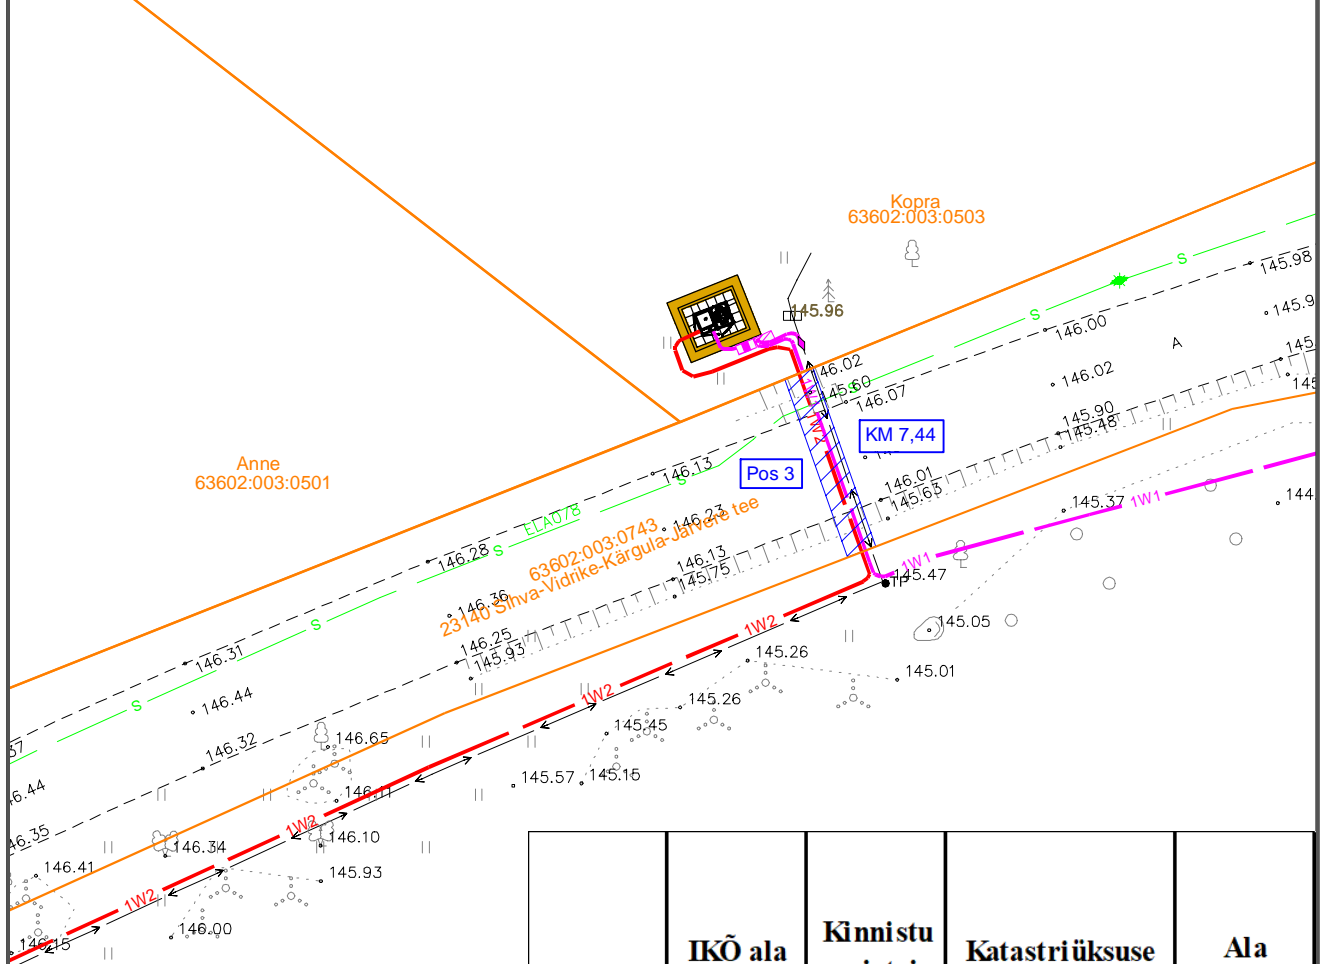 Kopra
63602:003:0503
145.98
S
145.96
S
146.00
A
146.02
S
145.60
146.07
146.02
KM 7,44
145.90
145.48
Anne
63602:003:0501
Pos 3
146.13
S
1W2
146.01
145.63
145.37
1W1
ELA078
146.23
63602:003:0743
23140 Sihva-Vidrike-Kärgula-Järvere tee
S
146.28
146.13
145.75
1W1
145.47
TP
146.36
S
146.31
146.25
145.93
1W2
145.05
145.26
145.01
S
146.44
1W2
145.26
146.32
146.65
145.45
145.57
145.15
146.11
1W2
146.34
146.10
146.41
145.93
1W2
146.00
146.15
IKÕ ala
Kinnistu
Katastriüksuse
Ala